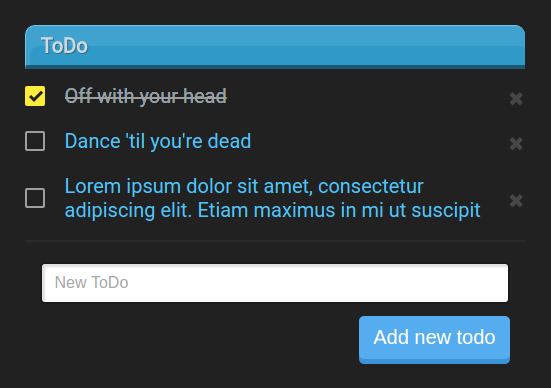 ToDo
Off with your head
Dance 'til you're dead
Lorem ipsum dolor sit amet, consectetur
adipiscing elit. Etiam maximus in mi ut suscipit
New ToDo
Add new todo